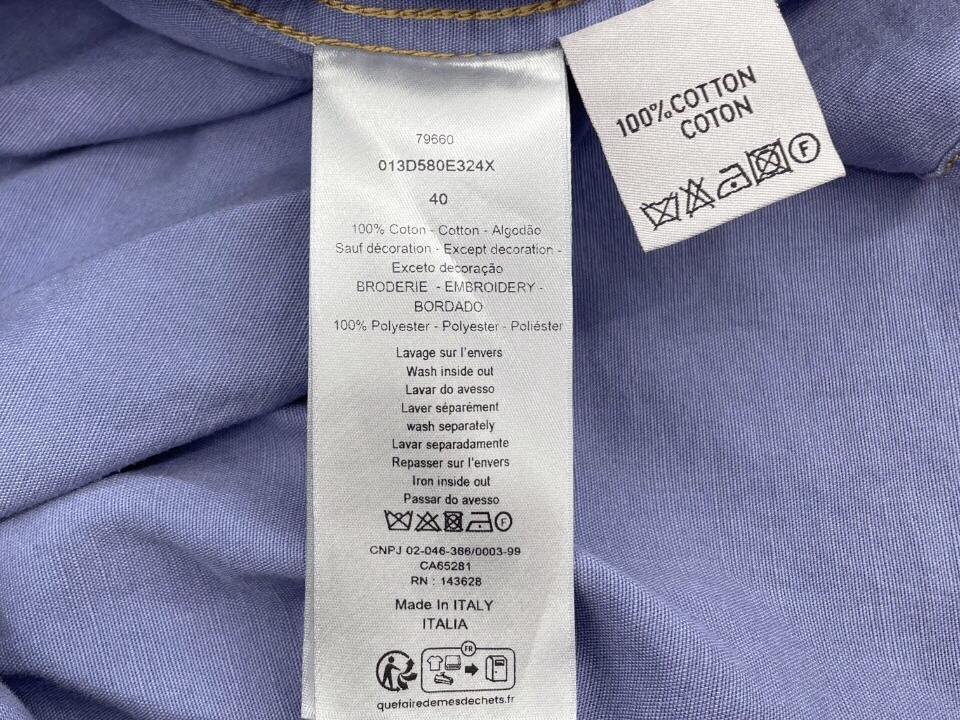 79660
013D580E324X
40
100% Coton - Cotton - Algodão
Sauf décoration - Except decoration -
Exceto decoração
BRODERIE - EMBROIDERY -
BORDADO
100% Polyester - Polyester - Poliéster
Lavage sur l'envers
Wash inside out
Lavar do avesso
Laver séparément
wash separately
Lavar separadamente
Repasser sur l'envers
Iron inside out
Passar do avesso
F
CNPJ 02-046-366/0003-99
CA65281
RN : 143628
Made In ITALY
ITALIA
FR
quefairedemesdechets.fr
100%COTTON
COTON
F